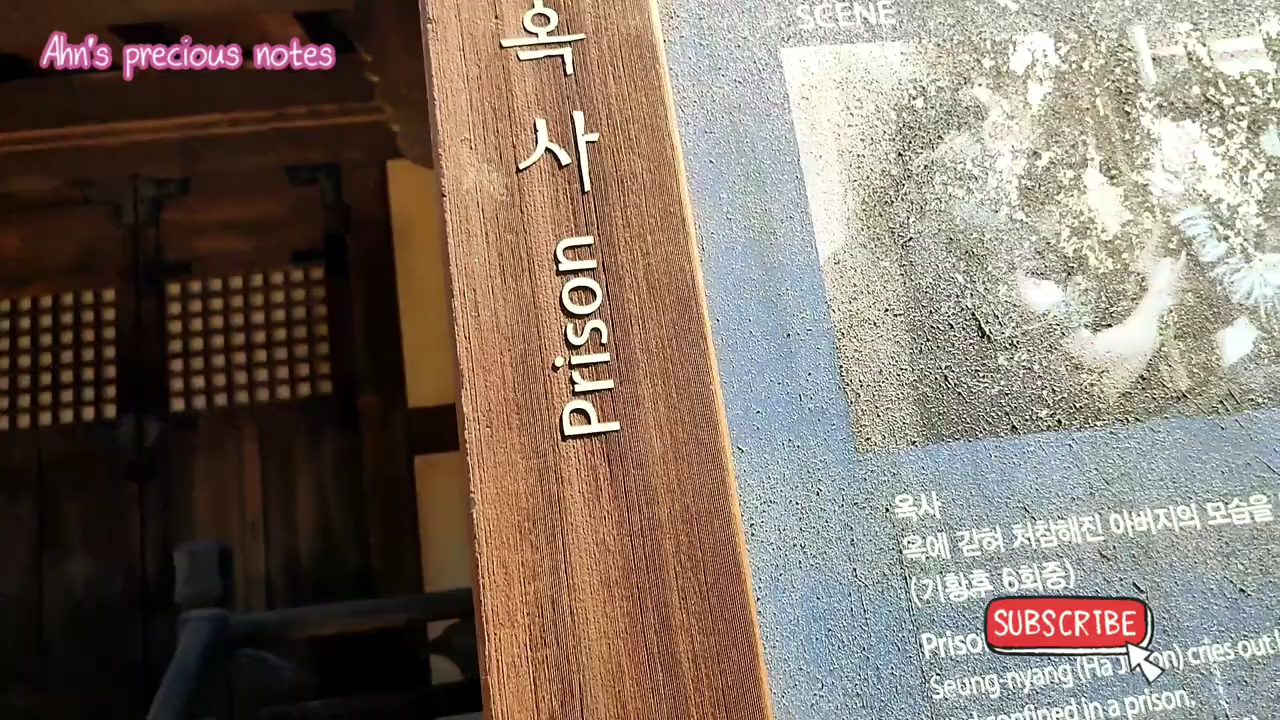 Ahn's precious notes
SCENE
옥사
Prison
옥사
옥에 갇혀 처참해진 아버지의 모습을
(기황후 6회중)
SUBSCRIBE
cries out
Seung-nyang (Ha
confined in a prison.